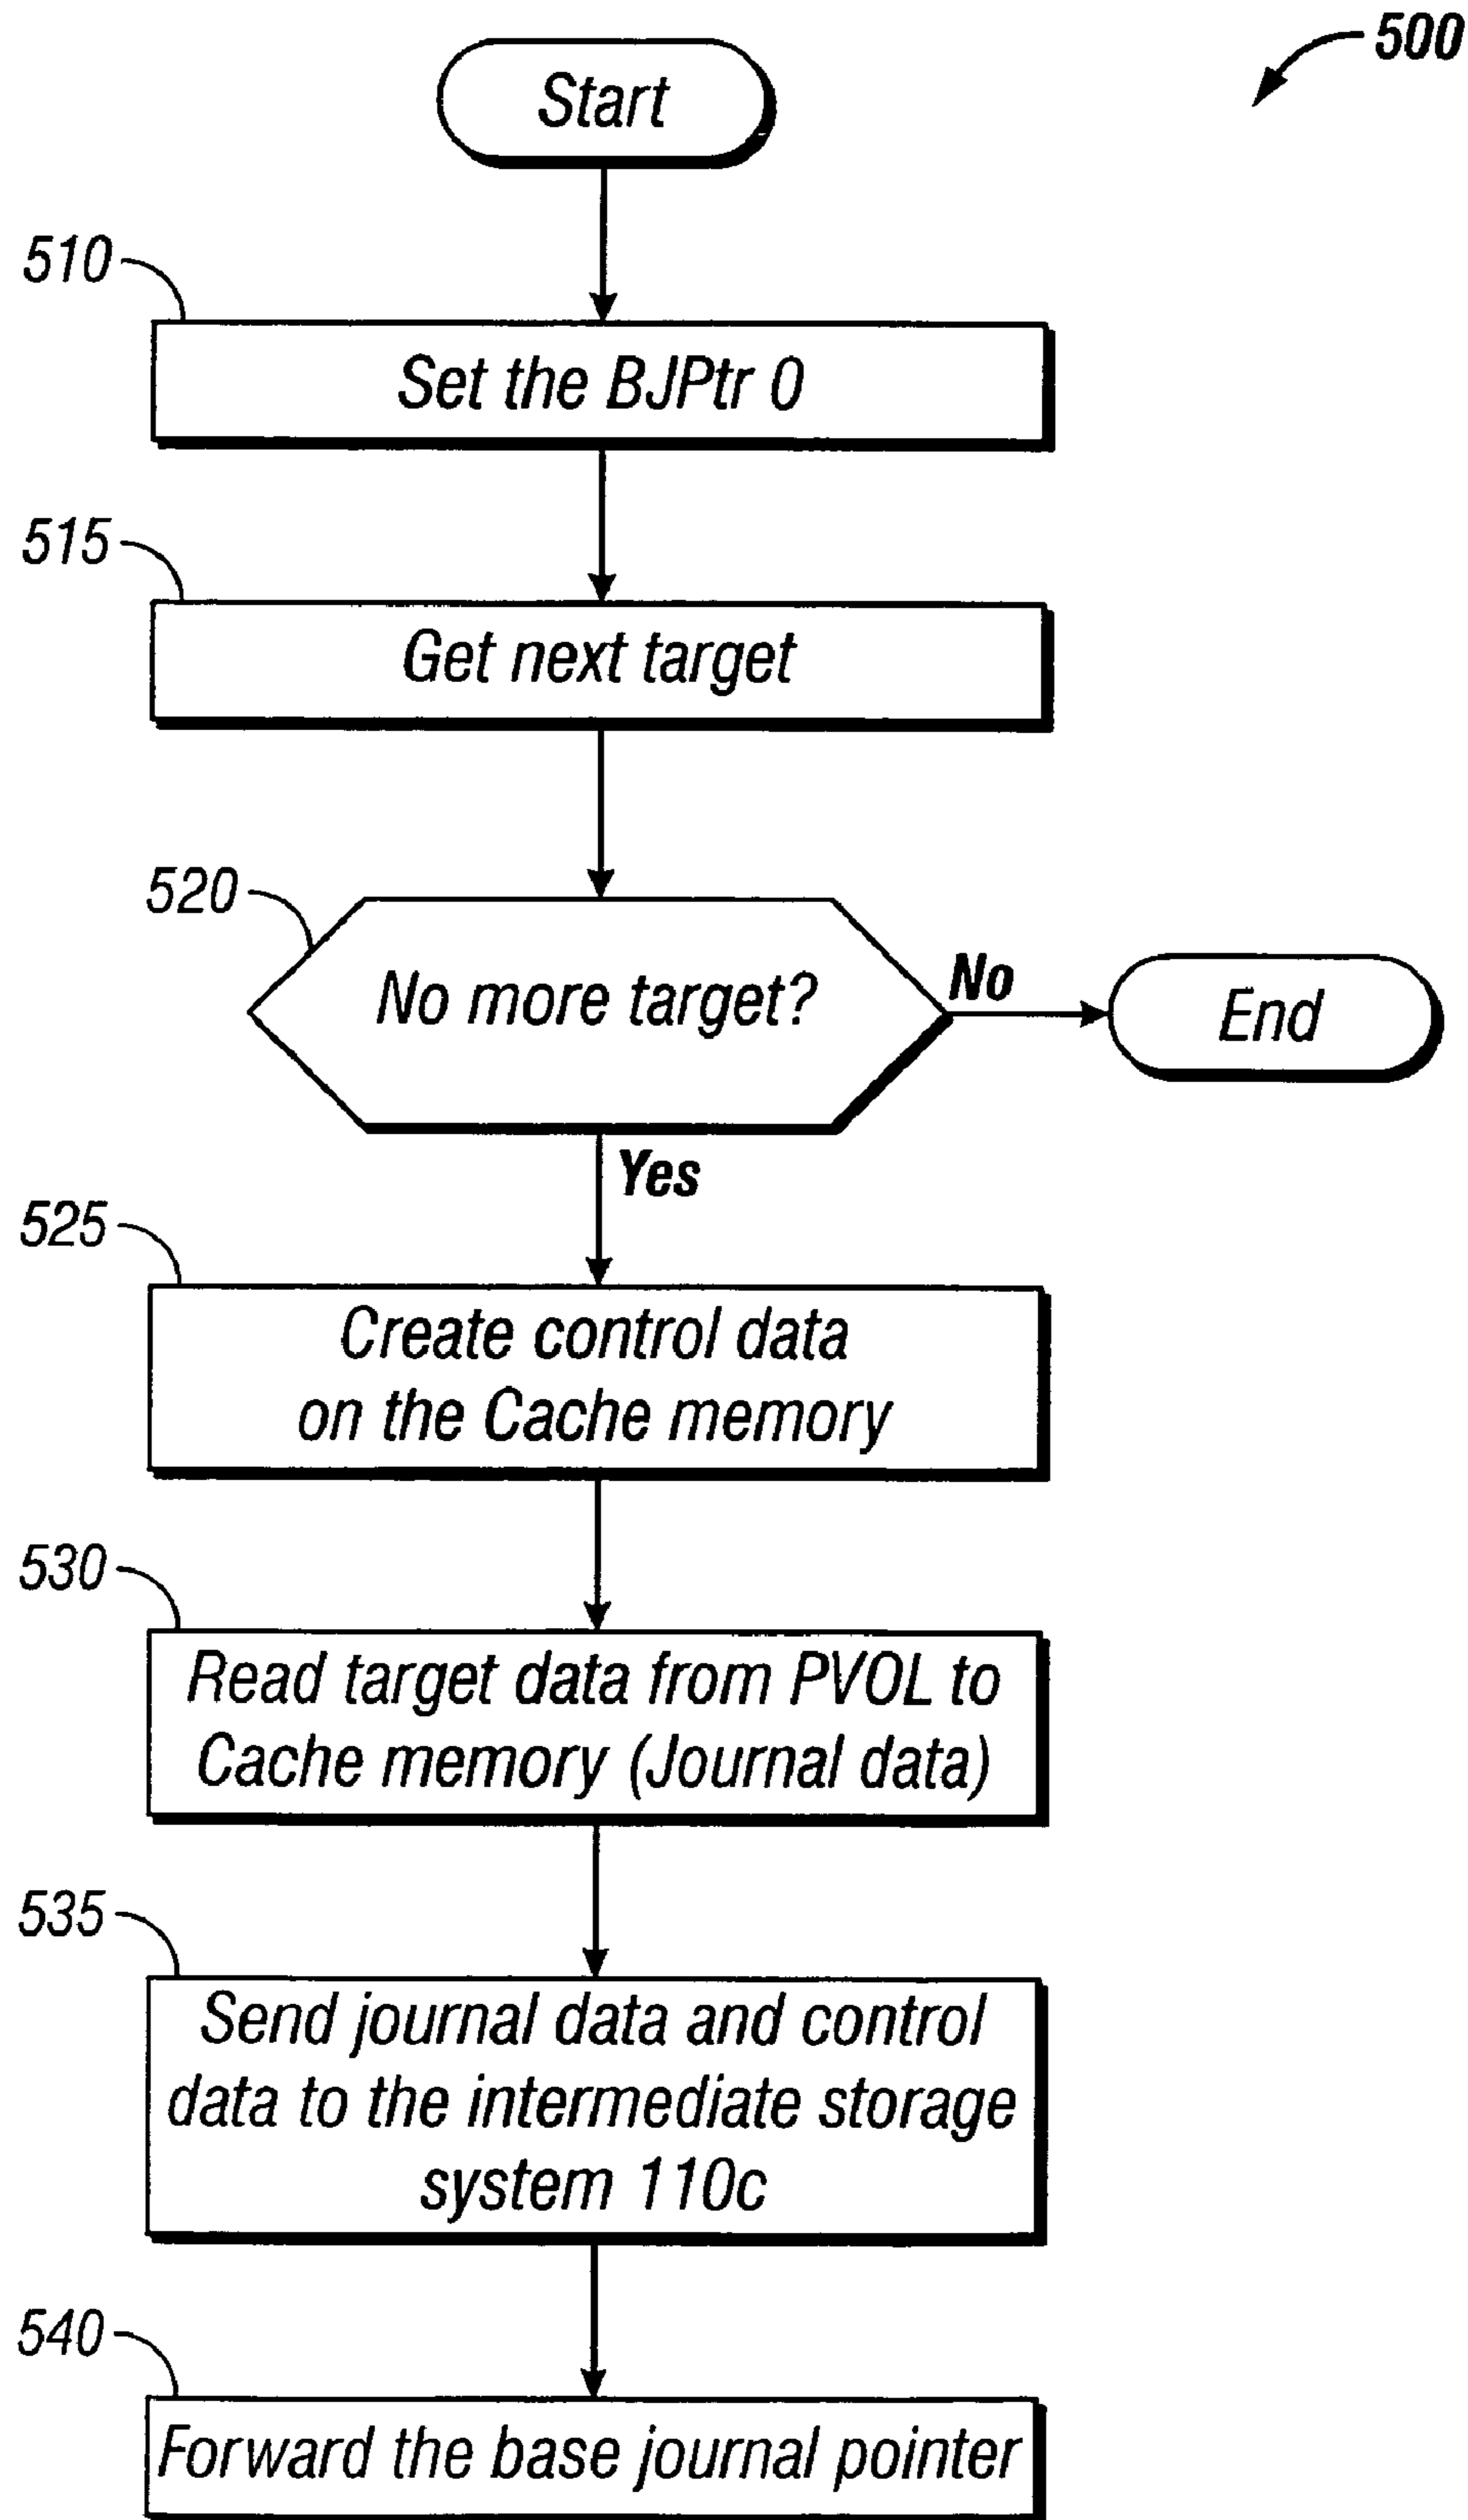 500
Start
510
Set the BJPtr 0
515
Get next target
520
No more target?
No
End
Yes
525
Create control data
on the Cache memory
530
Read target data from PVOL to
Cache memory (Journal data)
535
Send journal data and control
data to the intermediate storage
system 110c
540
Forward the base journal pointer